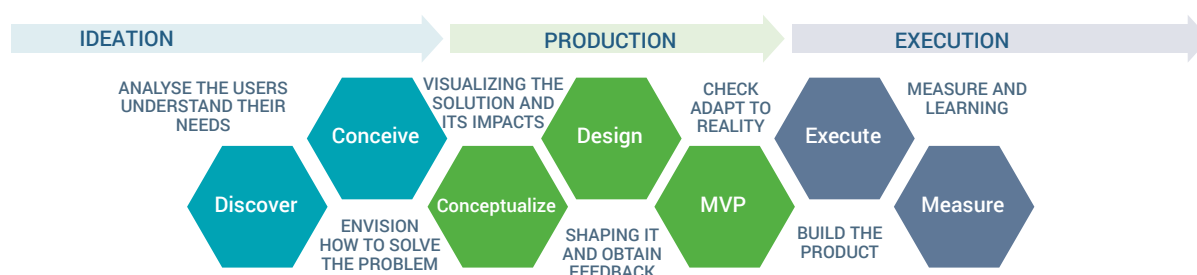 IDEATION
PRODUCTION
EXECUTION
ANALYSE THE USERS
UNDERSTAND THEIR
NEEDS
Discover
Conceive
ENVISION
HOW TO SOLVE
THE PROBLEM
VISUALIZING THE
SOLUTION AND
ITS IMPACTS
Conceptualize
Design
SHAPING IT
AND OBTAIN
FEEDBACK
CHECK
ADAPT TO
REALITY
MVP
Execute
BUILD THE
PRODUCT
MEASURE AND
LEARNING
Measure